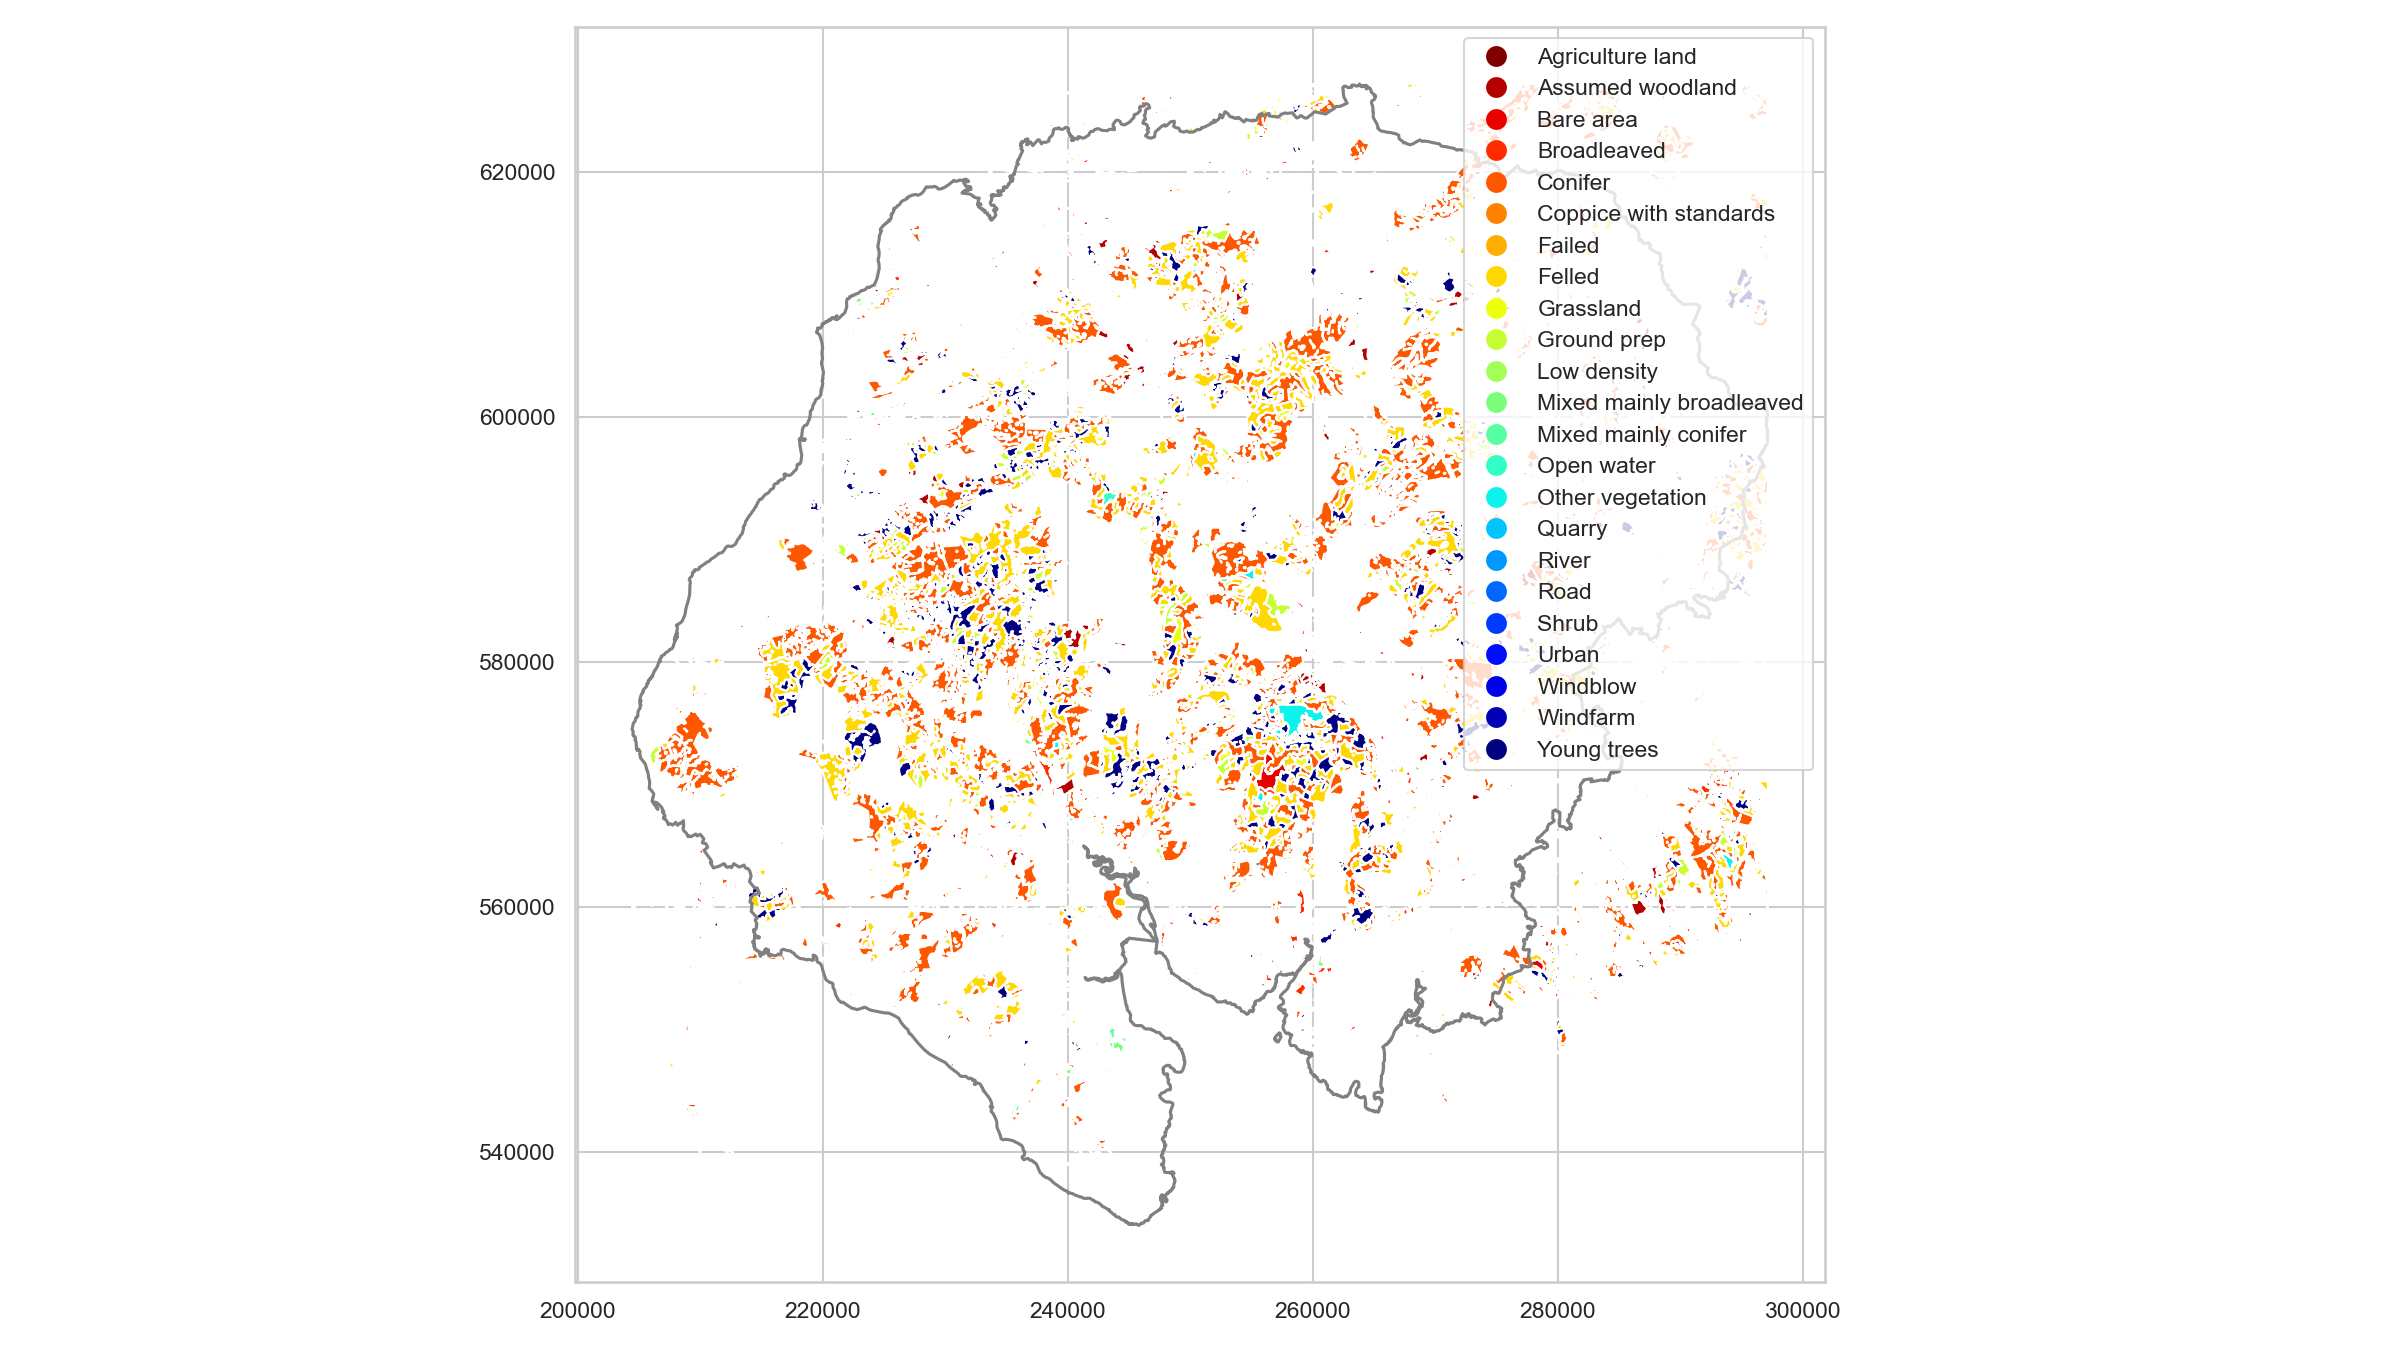 Agriculture land
Assumed woodland
Bare area
Broadleaved
Conifer
Coppice with standards
Failed
Felled
Grassland
Ground prep
Low density
Mixed mainly broadleaved
Mixed mainly conifer
Open water
Other vegetation
Quarry
River
Road
Shrub
Urban
Windblow
Windfarm
Young trees
620000
600000
580000
560000
540000
200000 220000 240000 260000 280000 300000